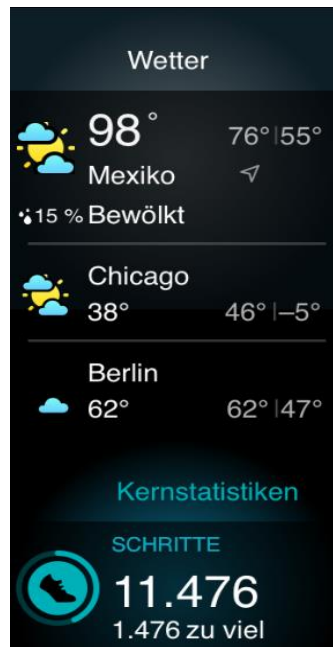 Wetter
98° 76°|55°
Mexiko
15 % Bewölkt
Chicago
38° 46°|–5°
Berlin
62° 62°|47°
Kernstatistiken
SCHRITTE
11.476
1.476 zu viel